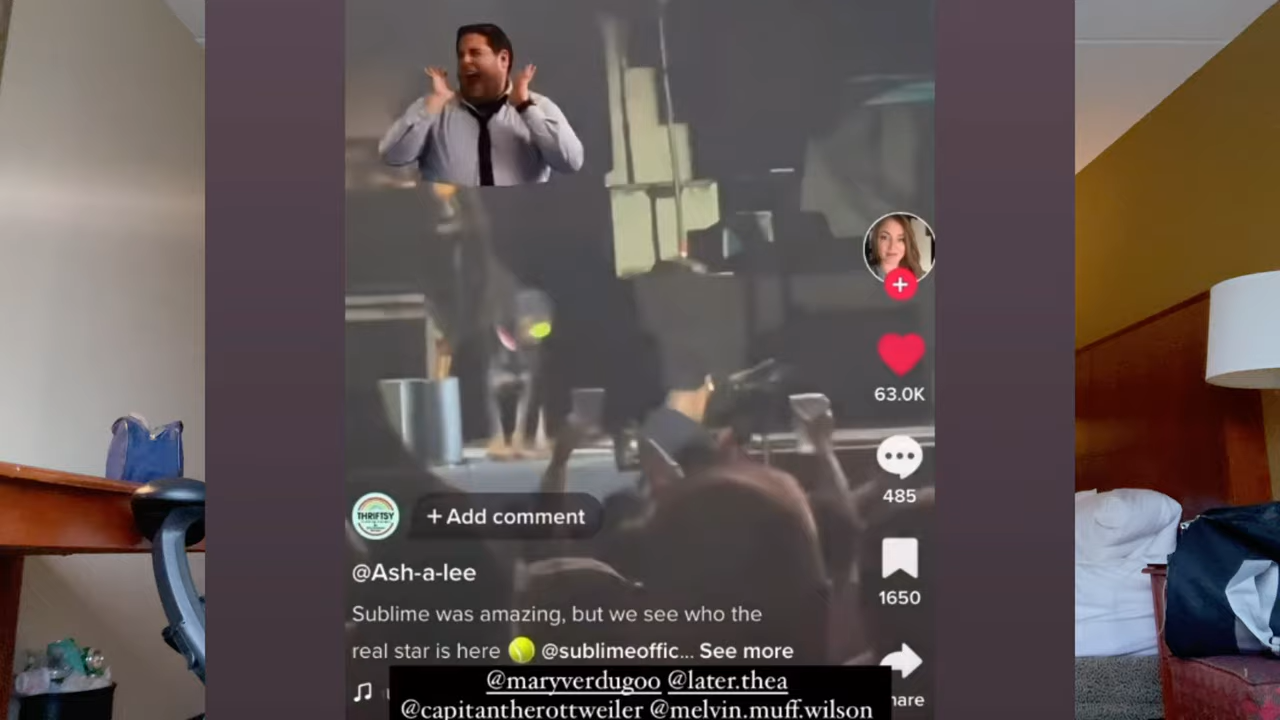 63.0K
485
THRIFTSY
+ Add comment
1650
@Ash-a-lee
Sublime was amazing, but we see who the
real star is here 🎾 @sublimeoffic... See more
@maryverdugoo @later.thea
hare
@capitantherottweiler @melvin.muff.wilson